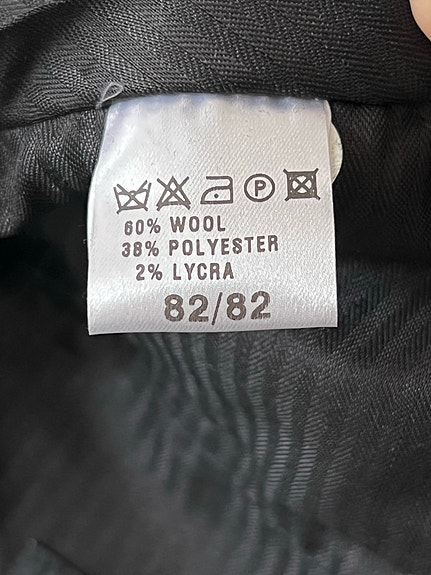 P
60% WOOL
38% POLYESTER
2% LYCRA
82/82